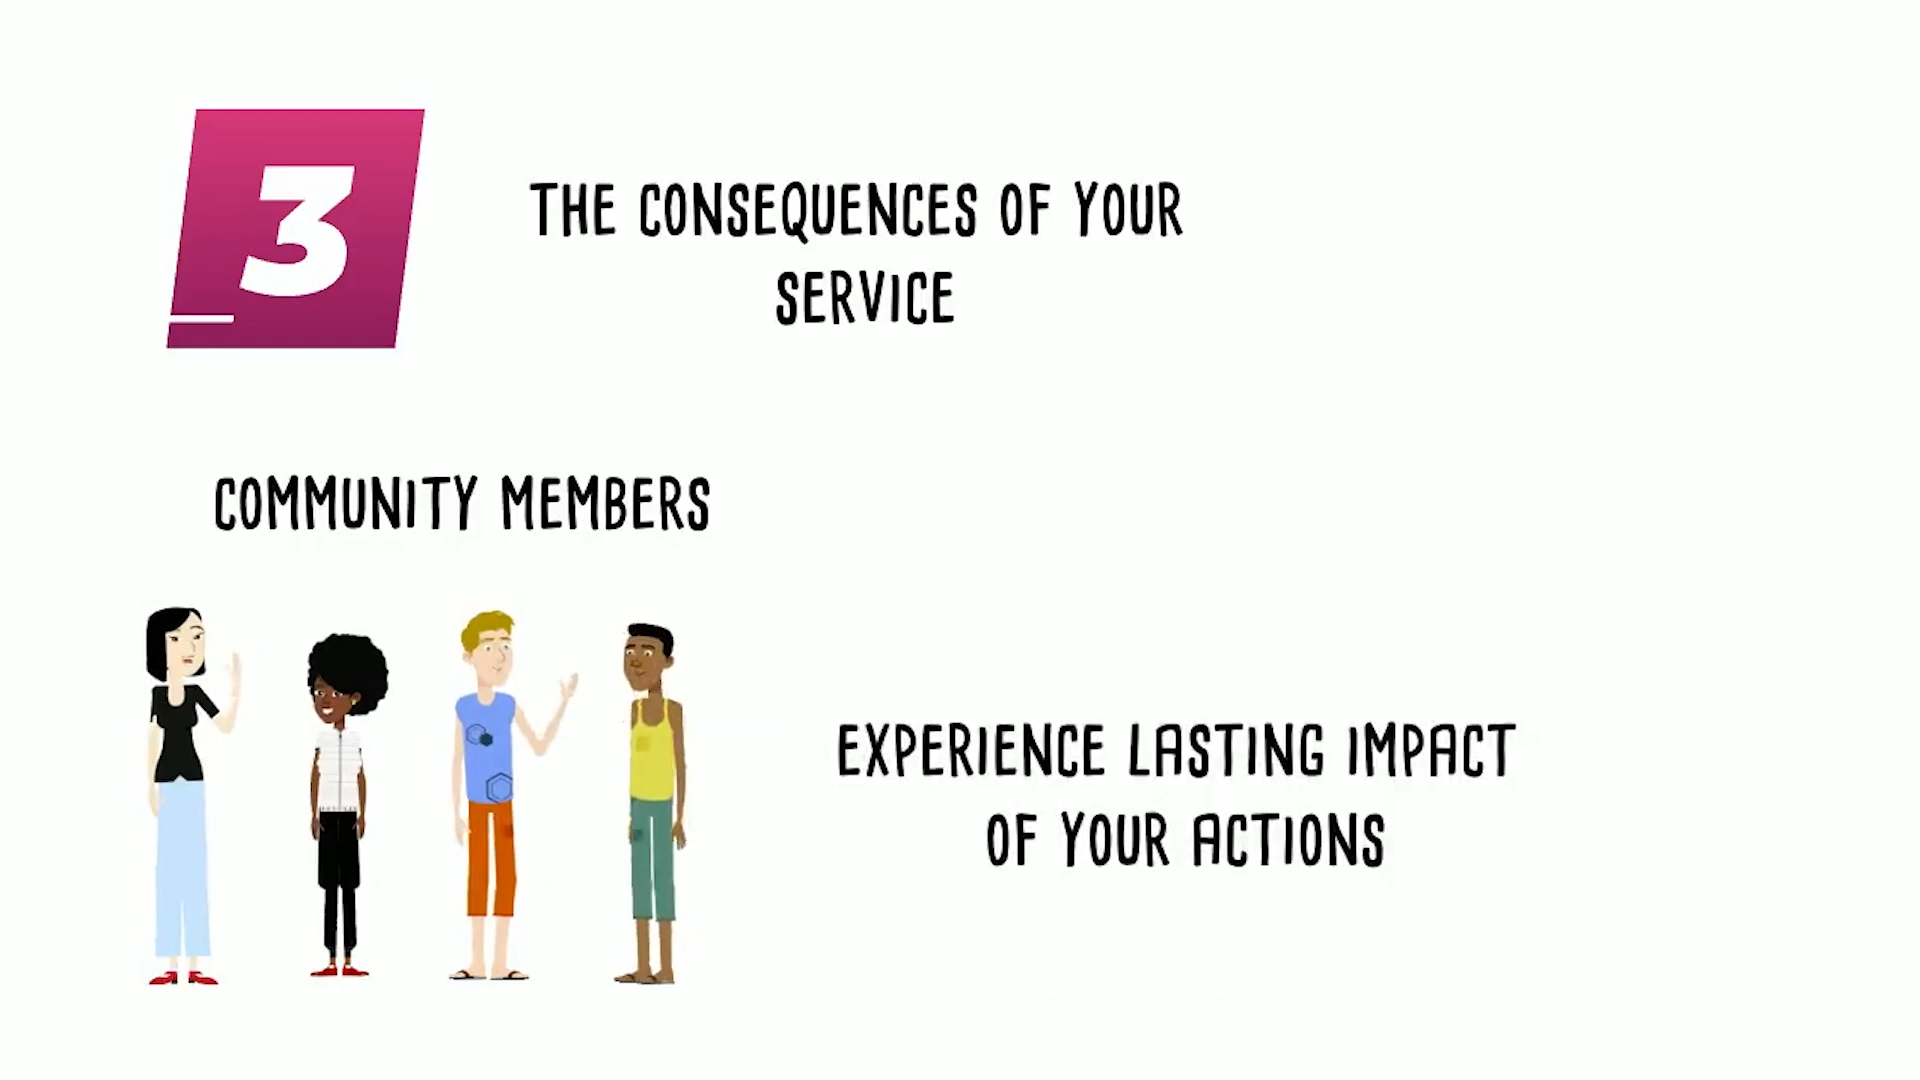 3
THE CONSEQUENCES OF YOUR
SERVICE
COMMUNITY MEMBERS
EXPERIENCE LASTING IMPACT
OF YOUR ACTIONS